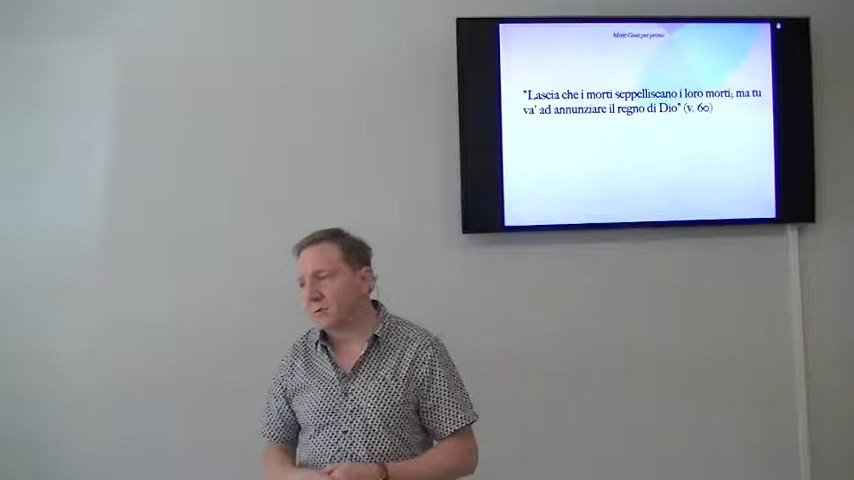 Metti Gesù per primo
"Lascia che i morti seppelliscano i loro morti; ma tu
va' ad annunziare il regno di Dio" (v. 60)